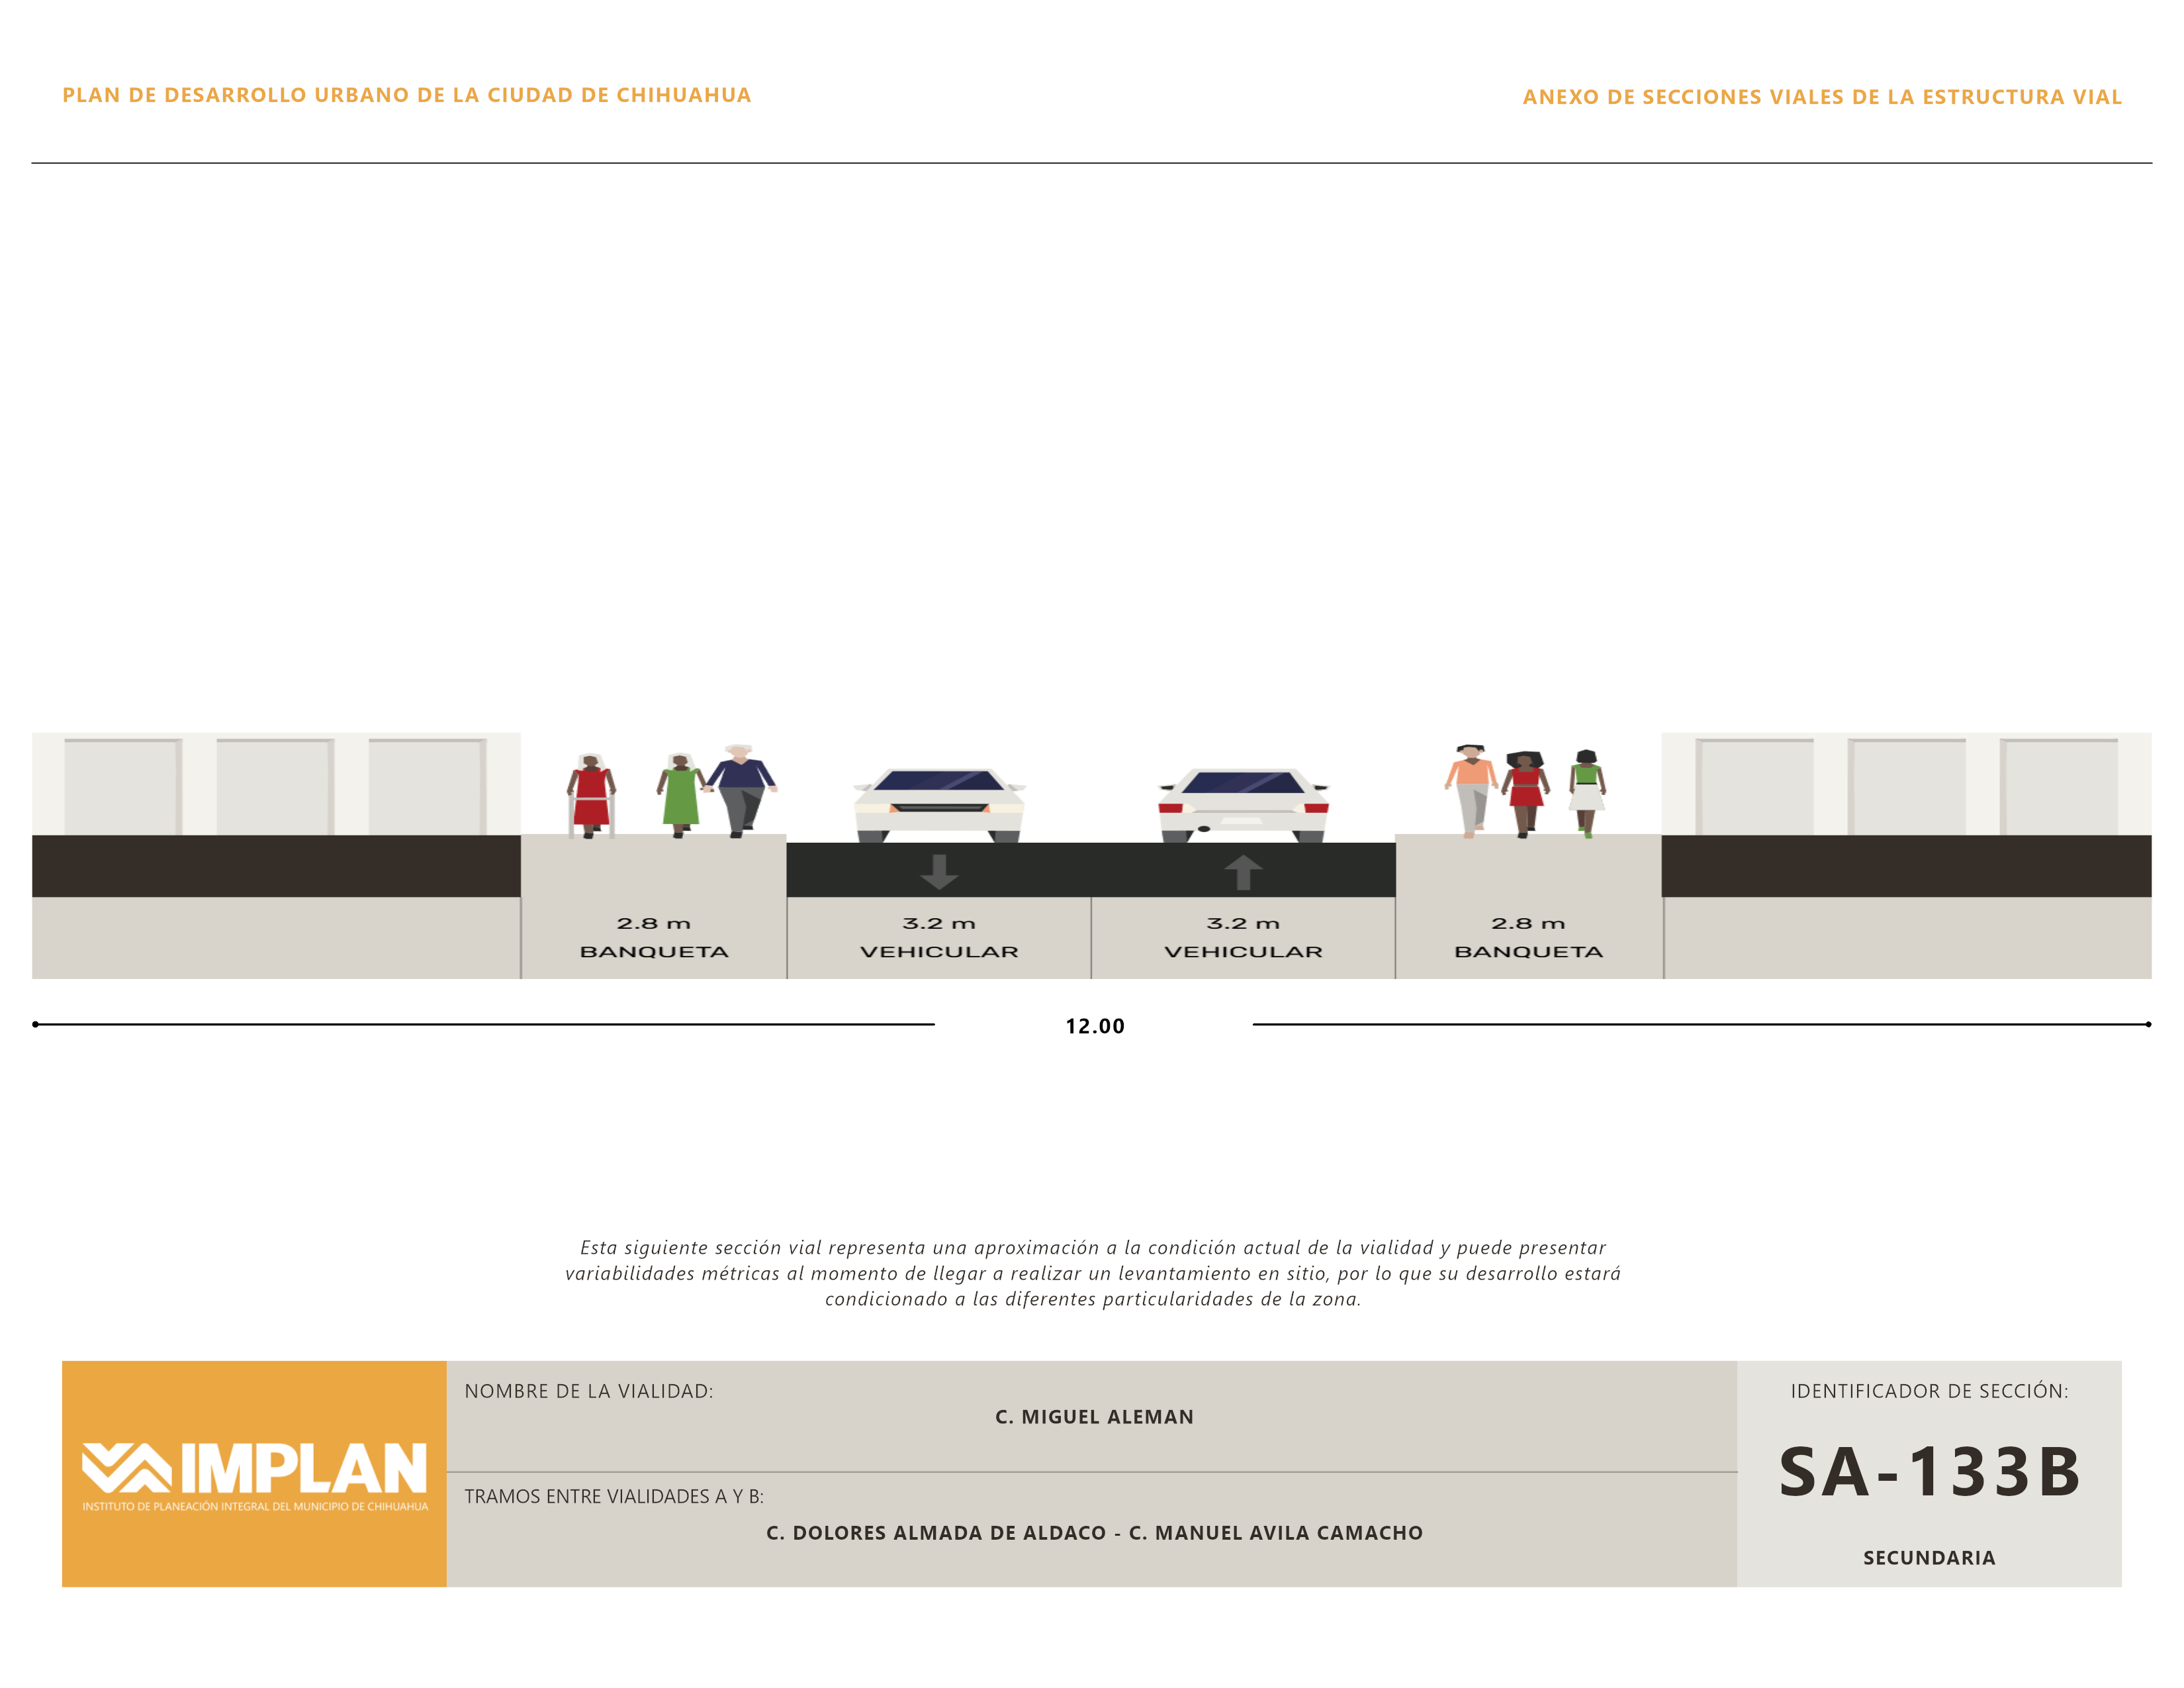 PLAN DE DESARROLLO URBANO DE LA CIUDAD DE CHIHUAHUA
ANEXO DE SECCIONES VIALES DE LA ESTRUCTURA VIAL
2.8 m 3.2 m 3.2 m 2.8 m
BANQUETA VEHICULAR VEHICULAR BANQUETA
12.00
Esta siguiente sección vial representa una aproximación a la condición actual de la vialidad y puede presentar
variabilidades métricas al momento de llegar a realizar un levantamiento en sitio, por lo que su desarrollo estará
condicionado a las diferentes particularidades de la zona.
IMPLAN
INSTITUTO DE PLANEACIÓN INTEGRAL DEL MUNICIPIO DE CHIHUAHUA
NOMBRE DE LA VIALIDAD:
C. MIGUEL ALEMAN
TRAMOS ENTRE VIALIDADES A Y B:
C. DOLORES ALMADA DE ALDACO - C. MANUEL AVILA CAMACHO
IDENTIFICADOR DE SECCIÓN:
SA-133B
SECUNDARIA